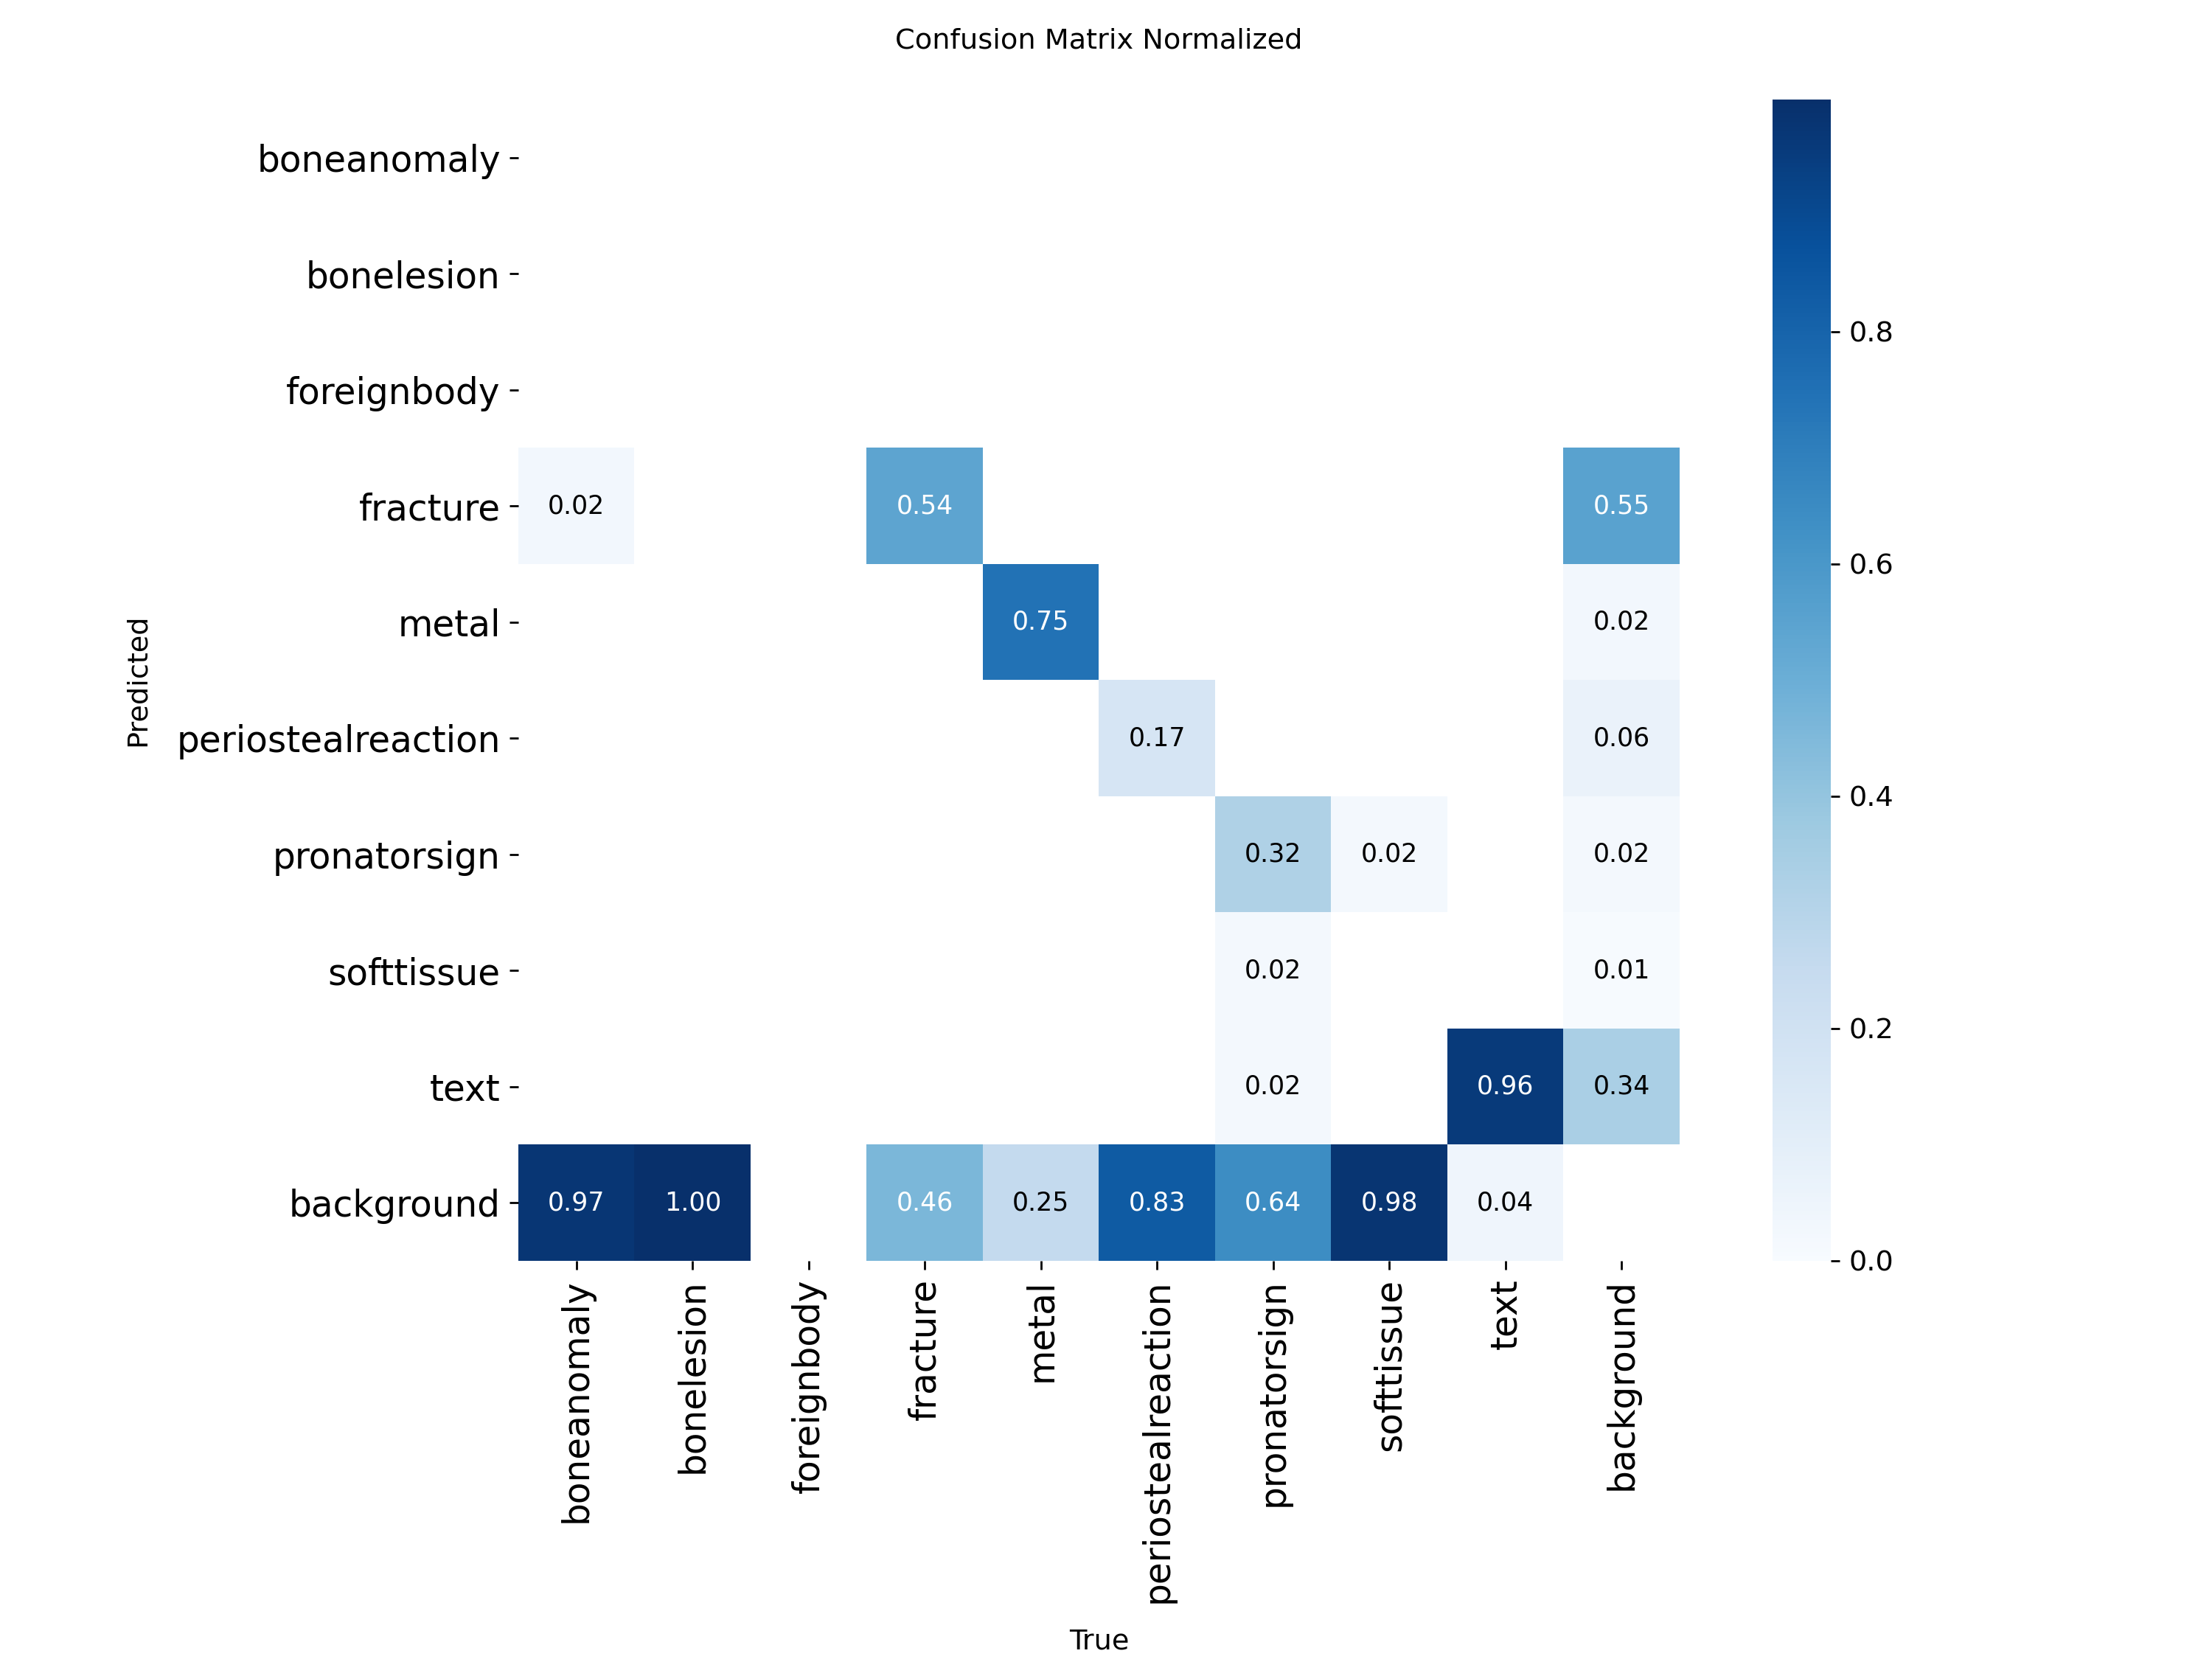 Confusion Matrix Normalized
boneanomaly
bonelesion
foreignbody
fracture 0.02 0.54 0.55
metal 0.75 0.02
periostealreaction 0.17 0.06
pronatorsign 0.32 0.02 0.02
softtissue 0.02 0.01
text 0.02 0.96 0.34
background 0.97 1.00 0.46 0.25 0.83 0.64 0.98 0.04
Predicted
boneanomaly bonelesion foreignbody fracture metal periostealreaction pronatorsign softtissue text background
True
0.8
0.6
0.4
0.2
0.0